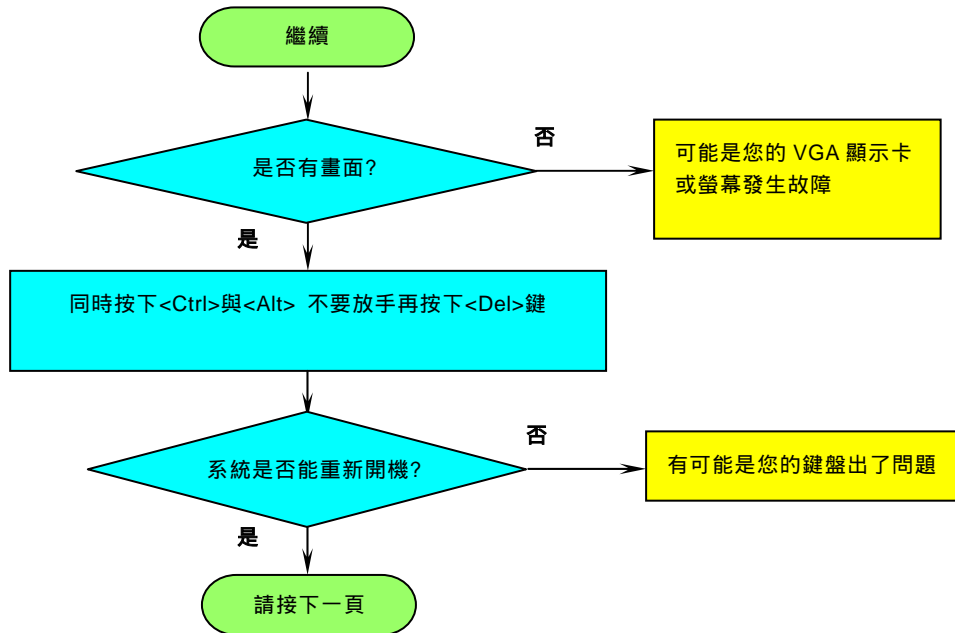 繼續
是否有畫面?
否
可能是您的 VGA 顯示卡
或螢幕發生故障
是
同時按下<Ctrl>與<Alt> 不要放手再按下<Del>鍵
系統是否能重新開機?
否
有可能是您的鍵盤出了問題
是
請接下一頁